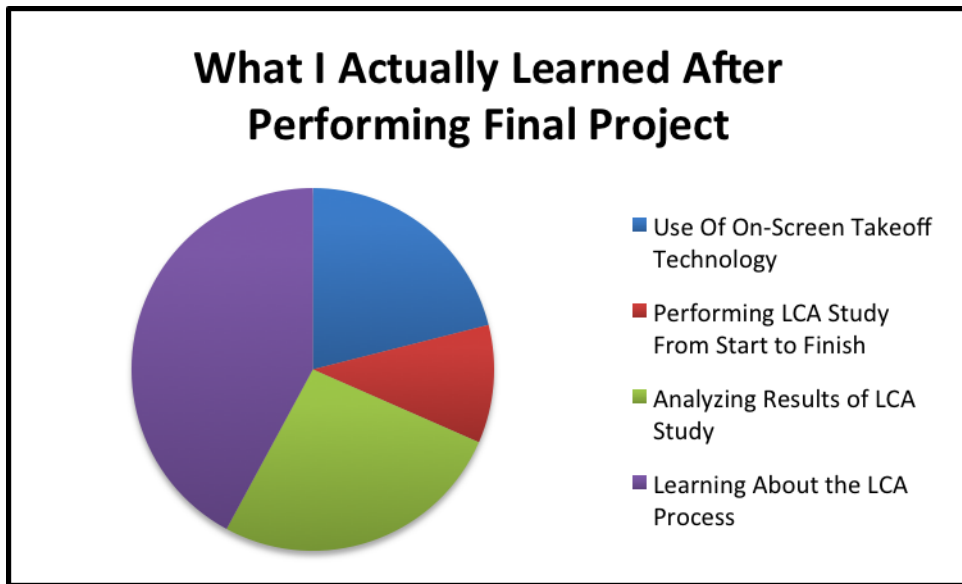 What I Actually Learned After
Performing Final Project
Use Of On-Screen Takeoff
Technology
Performing LCA Study
From Start to Finish
Analyzing Results of LCA
Study
Learning About the LCA
Process